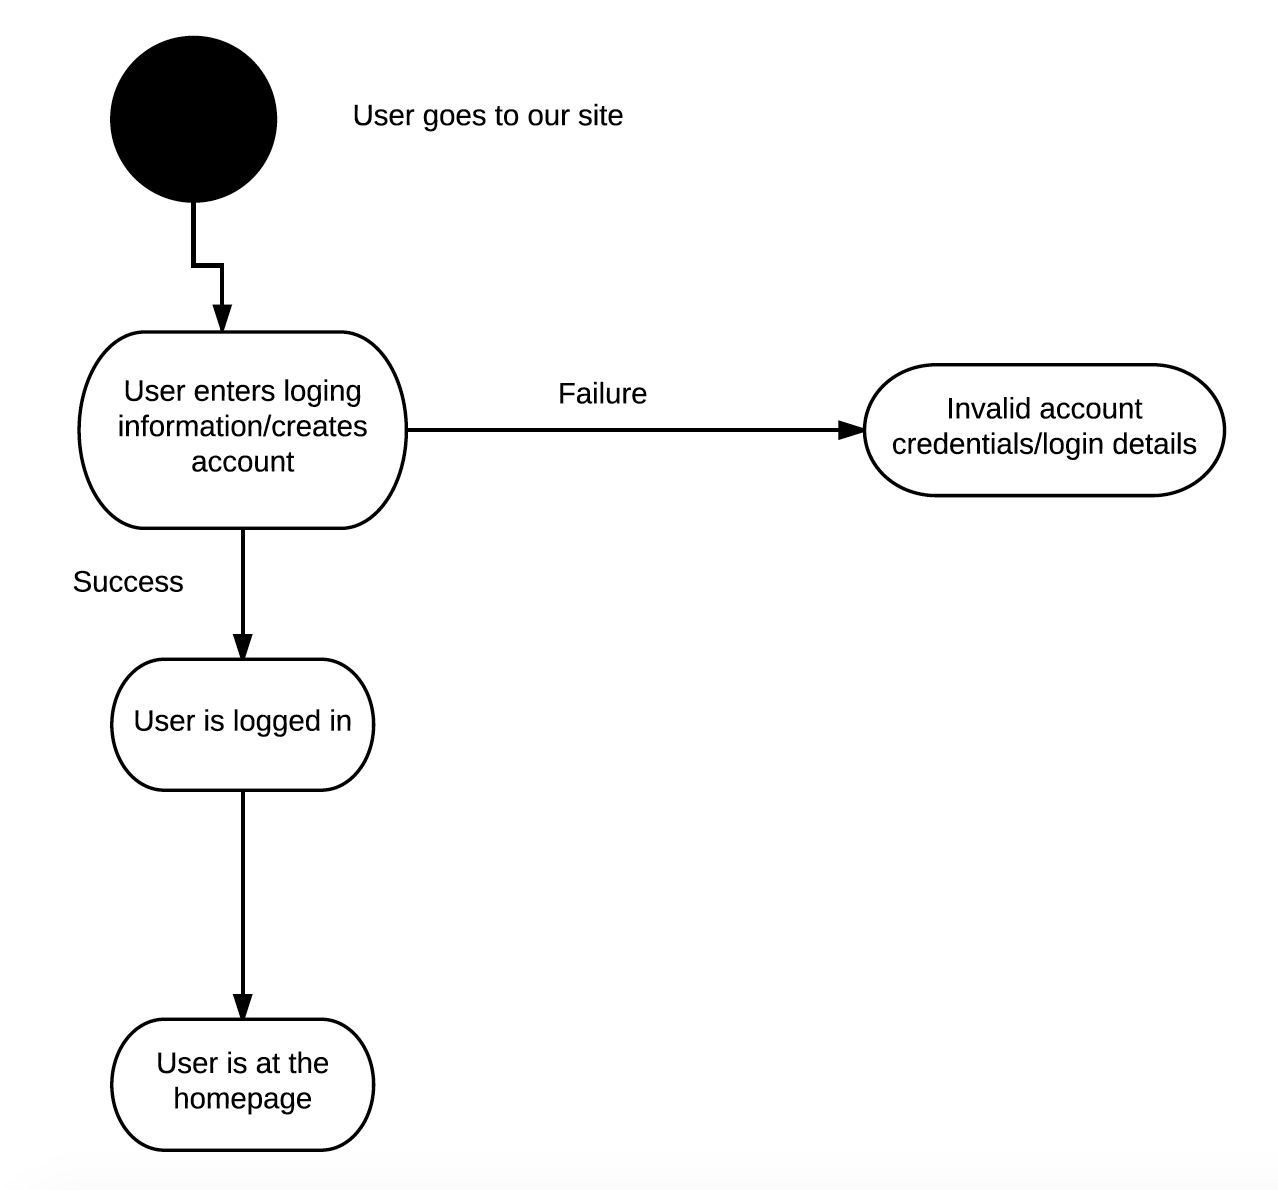 User goes to our site
User enters loging
information/creates
account
Failure
Invalid account
credentials/login details
Success
User is logged in
User is at the
homepage